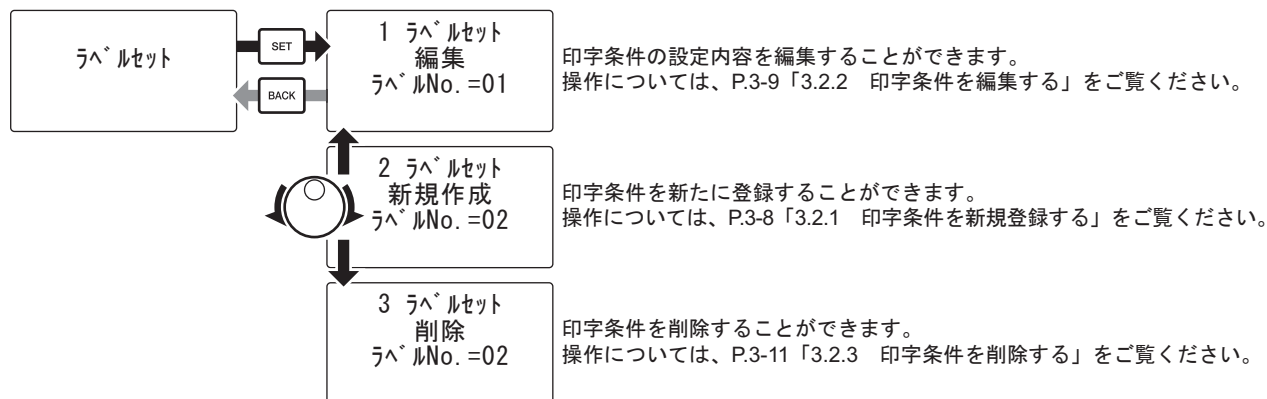 ﾗﾍﾞﾙｾｯﾄ
SET
BACK
1 ﾗﾍﾞﾙｾｯﾄ
編集
ﾗﾍﾞﾙNo.=01
印字条件の設定内容を編集することができます。
操作については、P.3-9「3.2.2　印字条件を編集する」をご覧ください。
2 ﾗﾍﾞﾙｾｯﾄ
新規作成
ﾗﾍﾞﾙNo.=02
印字条件を新たに登録することができます。
操作については、P.3-8「3.2.1　印字条件を新規登録する」をご覧ください。
3 ﾗﾍﾞﾙｾｯﾄ
削除
ﾗﾍﾞﾙNo.=02
印字条件を削除することができます。
操作については、P.3-11「3.2.3　印字条件を削除する」をご覧ください。